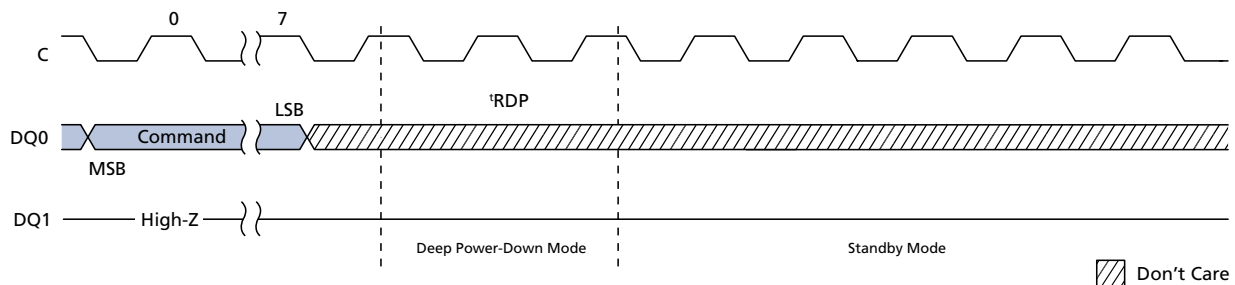 0 7
C
tRDP
LSB
DQ0 Command
MSB
DQ1 High-Z
Deep Power-Down Mode Standby Mode
Don't Care